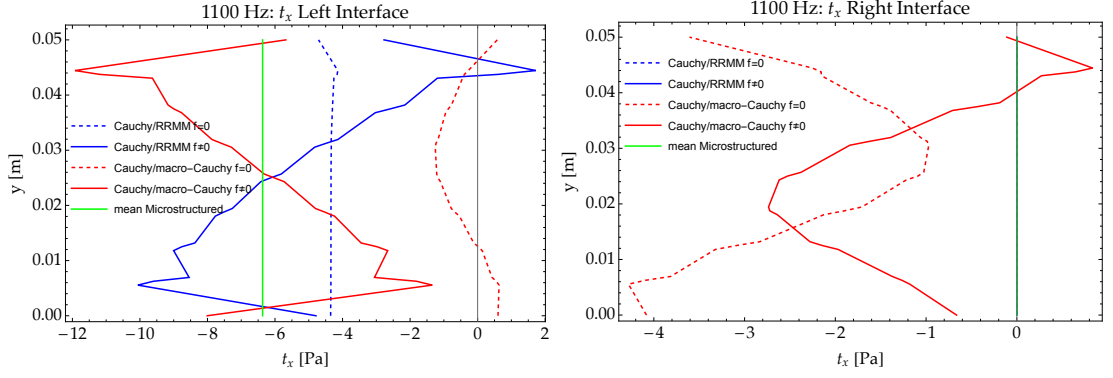 1100 Hz: tx Left Interface
0.05
0.04
0.03
0.02
0.01
0.00
y [m]
Cauchy/RRMM f=0
Cauchy/RRMM f≠0
Cauchy/macro-Cauchy f=0
Cauchy/macro-Cauchy f≠0
mean Microstructured
−12 −10 −8 −6 −4 −2 0 2
tx [Pa]
1100 Hz: tx Right Interface
0.05
0.04
0.03
0.02
0.01
0.00
y [m]
Cauchy/RRMM f=0
Cauchy/RRMM f≠0
Cauchy/macro-Cauchy f=0
Cauchy/macro-Cauchy f≠0
mean Microstructured
−4 −3 −2 −1 0
tx [Pa]